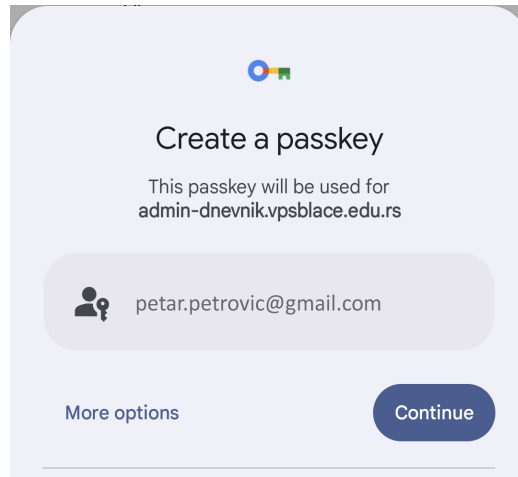 Create a passkey
This passkey will be used for
admin-dnevnik.vpsblace.edu.rs
petar.petrovic@gmail.com
More options
Continue